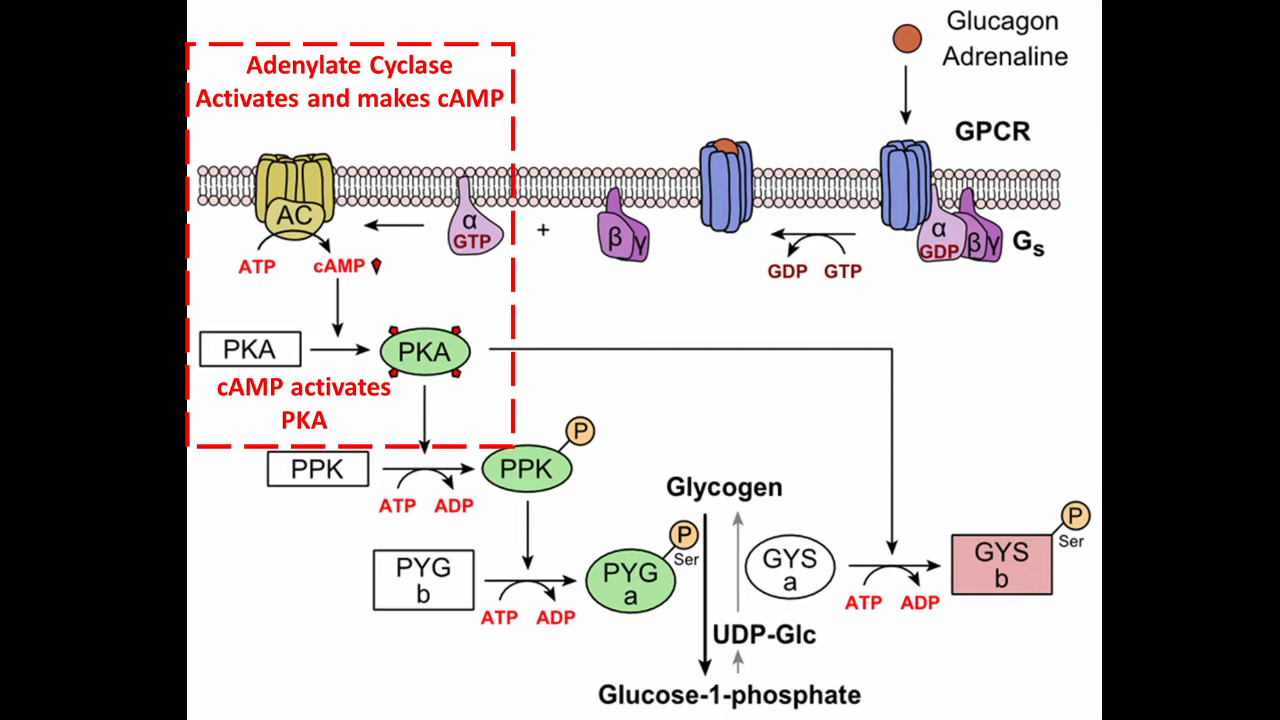 Glucagon
Adrenaline
Adenylate Cyclase
Activates and makes cAMP
GPCR
AC
α
GTP
+
β γ
α
GDP
β γ
Gs
ATP
cAMP
GDP
GTP
PKA
PKA
cAMP activates
PKA
P
PPK
PPK
ATP
ADP
Glycogen
P
Ser
P
Ser
PYG
b
PYG
a
GYS
a
GYS
b
ATP
ADP
ATP
ADP
UDP-Glc
Glucose-1-phosphate